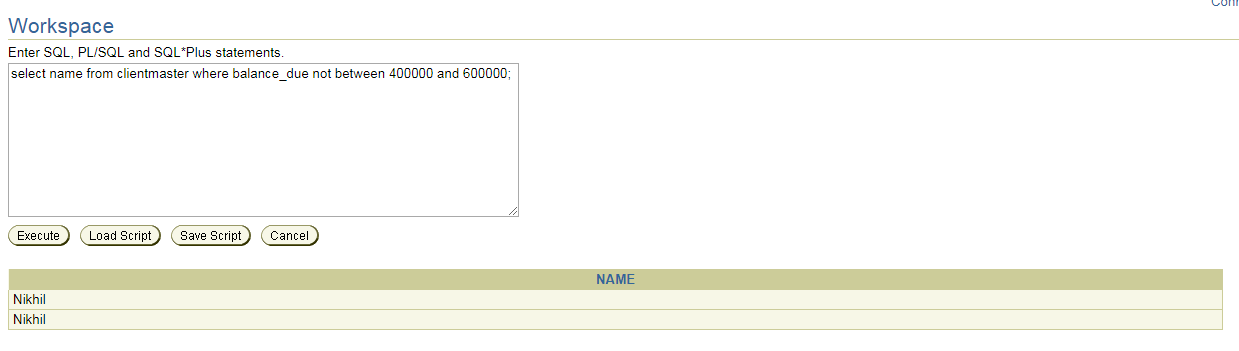 Workspace
Enter SQL, PL/SQL and SQL*Plus statements.
select name from clientmaster where balance_due not between 400000 and 600000;
Execute Load Script Save Script Cancel
NAME
Nikhil
Nikhil